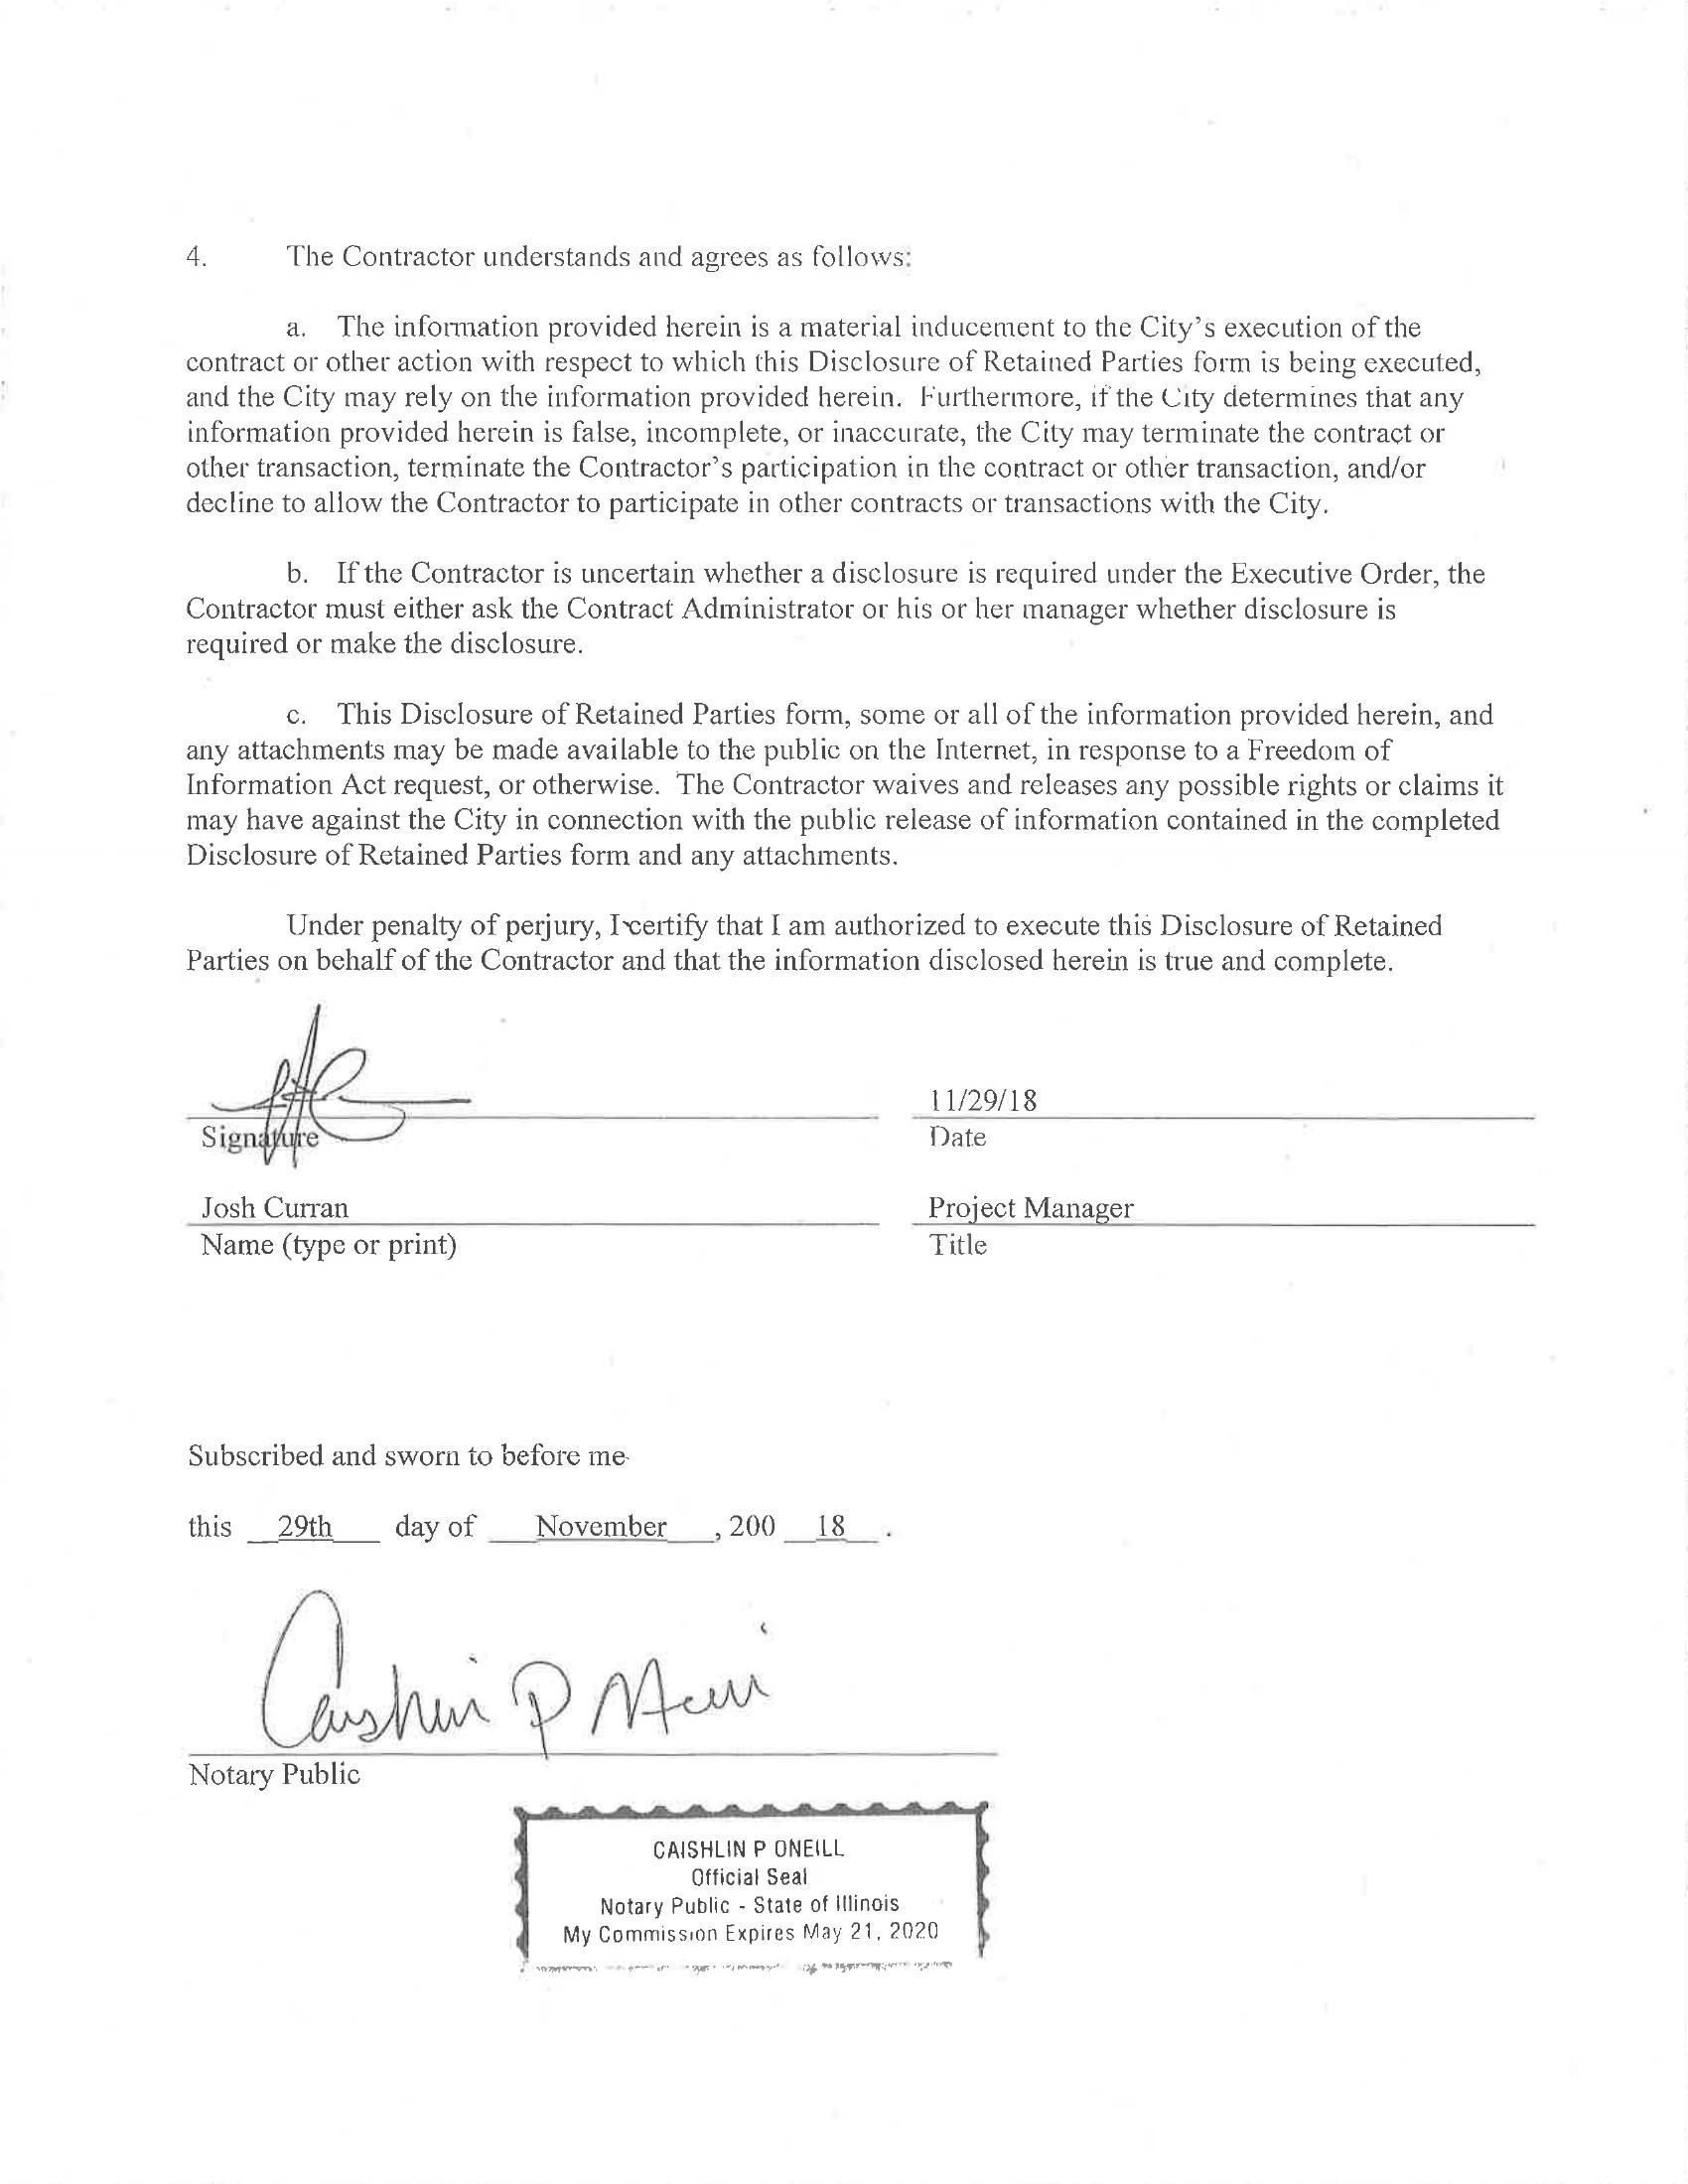 4. The Contractor understands and agrees as follows:
a. The information provided herein is a material inducement to the City's execution of the
contract or other action with respect to which this Disclosure of Retained Parties form is being executed,
and the City may rely on the information provided herein. Furthermore, if the City determines that any
information provided herein is false, incomplete, or inaccurate, the City may terminate the contract or
other transaction, terminate the Contractor's participation in the contract or other transaction, and/or
decline to allow the Contractor to participate in other contracts or transactions with the City.
b. If the Contractor is uncertain whether a disclosure is required under the Executive Order, the
Contractor must either ask the Contract Administrator or his or her manager whether disclosure is
required or make the disclosure.
c. This Disclosure of Retained Parties form, some or all of the information provided herein, and
any attachments may be made available to the public on the Internet, in response to a Freedom of
Information Act request, or otherwise. The Contractor waives and releases any possible rights or claims it
may have against the City in connection with the public release of information contained in the completed
Disclosure of Retained Parties form and any attachments.
Under penalty of perjury, I certify that I am authorized to execute this Disclosure of Retained
Parties on behalf of the Contractor and that the information disclosed herein is true and complete.
11/29/18
Signature Date
Josh Curran Project Manager
Name (type or print) Title
Subscribed and sworn to before me
this 29th day of November , 200 18 .
Notary Public
CAISHLIN P ONEILL
Official Seal
Notary Public - State of Illinois
My Commission Expires May 21, 2020